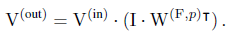 V^(out) = V^(in) · (I · W^(F,p)⊤) .